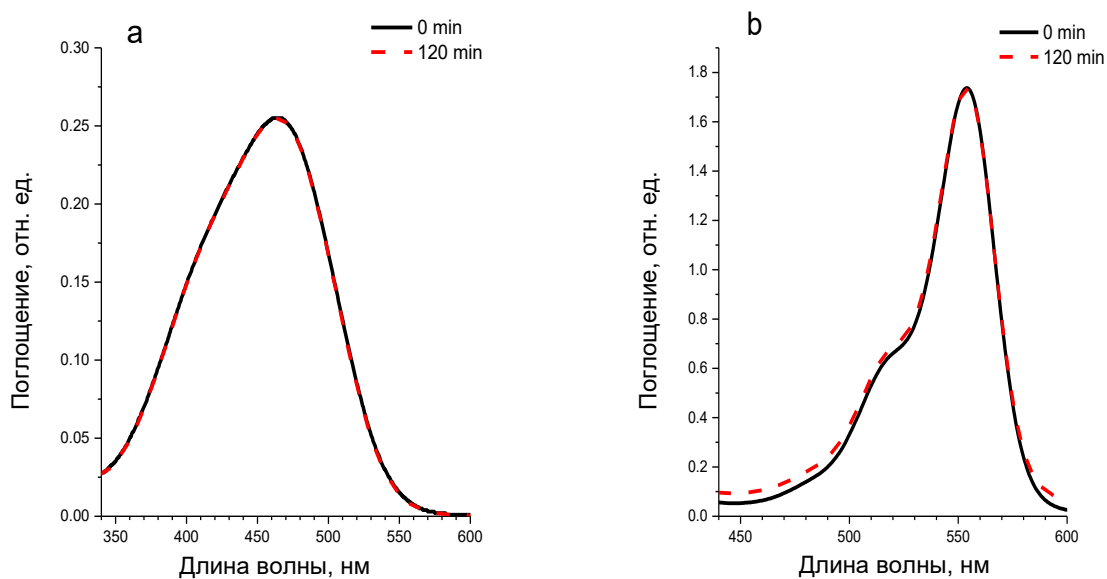 a
0 min
120 min
0.30
0.25
0.20
0.15
0.10
0.05
0.00
350 400 450 500 550 600
Поглощение, отн. ед.
Длина волны, нм
b
0 min
120 min
1.8
1.6
1.4
1.2
1.0
0.8
0.6
0.4
0.2
0.0
450 500 550 600
Поглощение, отн. ед.
Длина волны, нм